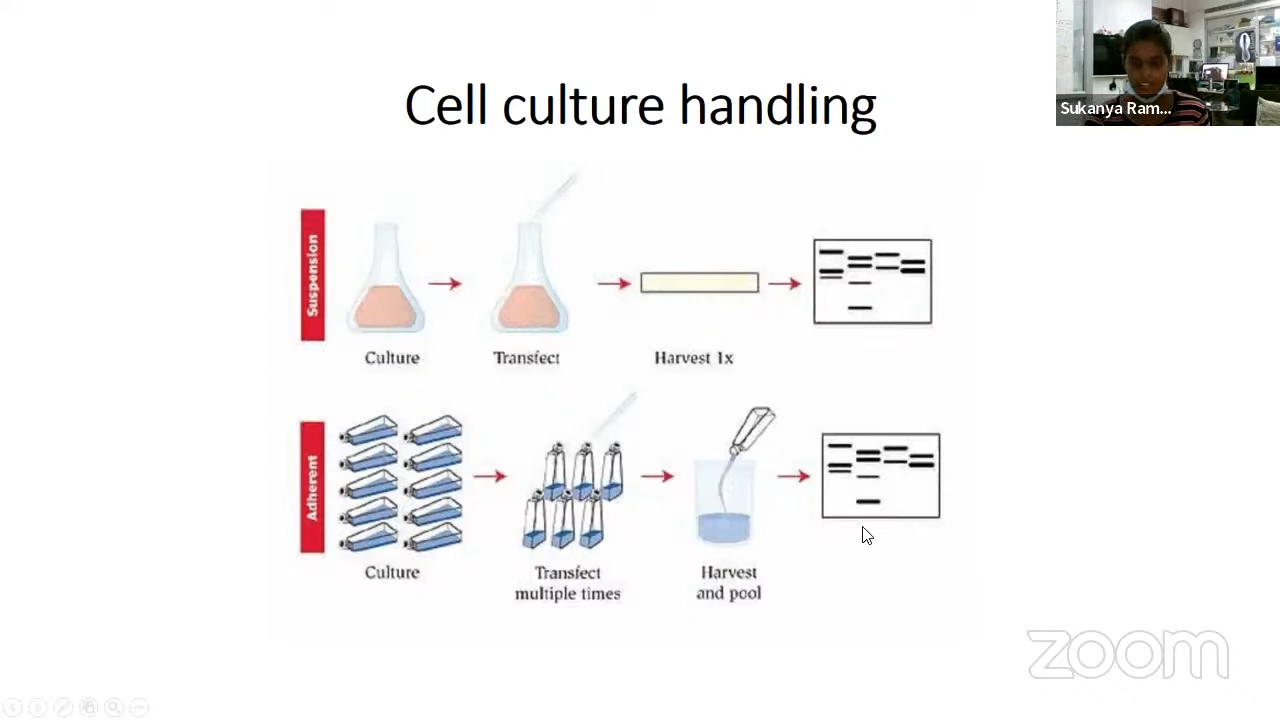 Cell culture handling
Sukanya Ram...
Suspension
Culture
Transfect
Harvest 1x
Adherent
Culture
Transfect
multiple times
Harvest
and pool
zoom